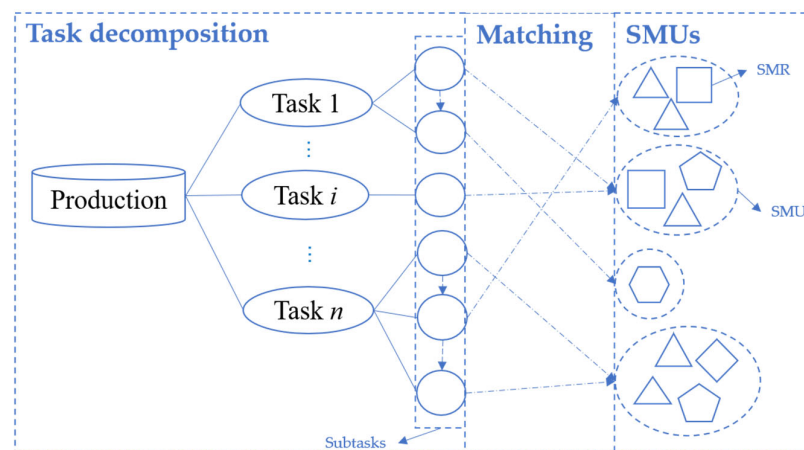 Task decomposition
Matching
SMUs
SMR
Task 1
⋮
Production
Task i
SMU
⋮
Task n
Subtasks